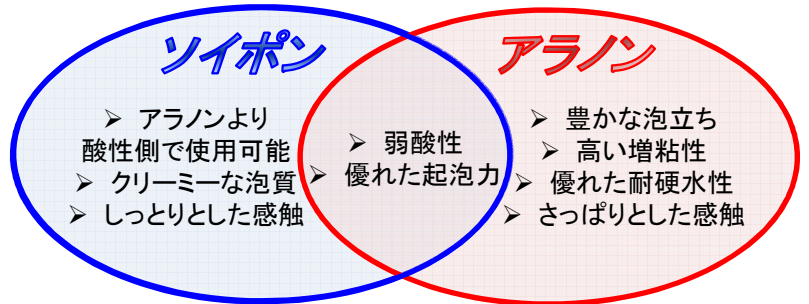 ソイポン
➢ アラノンより
酸性側で使用可能
➢ クリーミーな泡質
➢ しっとりとした感触
➢ 弱酸性
➢ 優れた起泡力
アラノン
➢ 豊かな泡立ち
➢ 高い増粘性
➢ 優れた耐硬水性
➢ さっぱりとした感触